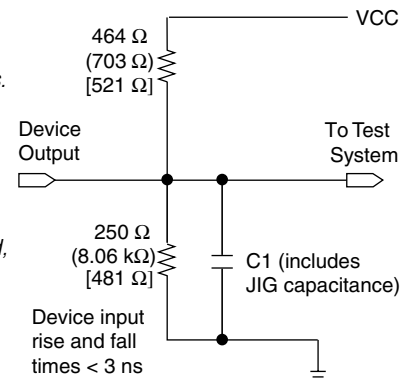 VCC
464 Ω
(703 Ω)
[521 Ω]
Device
Output
To Test
System
250 Ω
(8.06 kΩ)
[481 Ω]
C1 (includes
JIG capacitance)
Device input
rise and fall
times < 3 ns